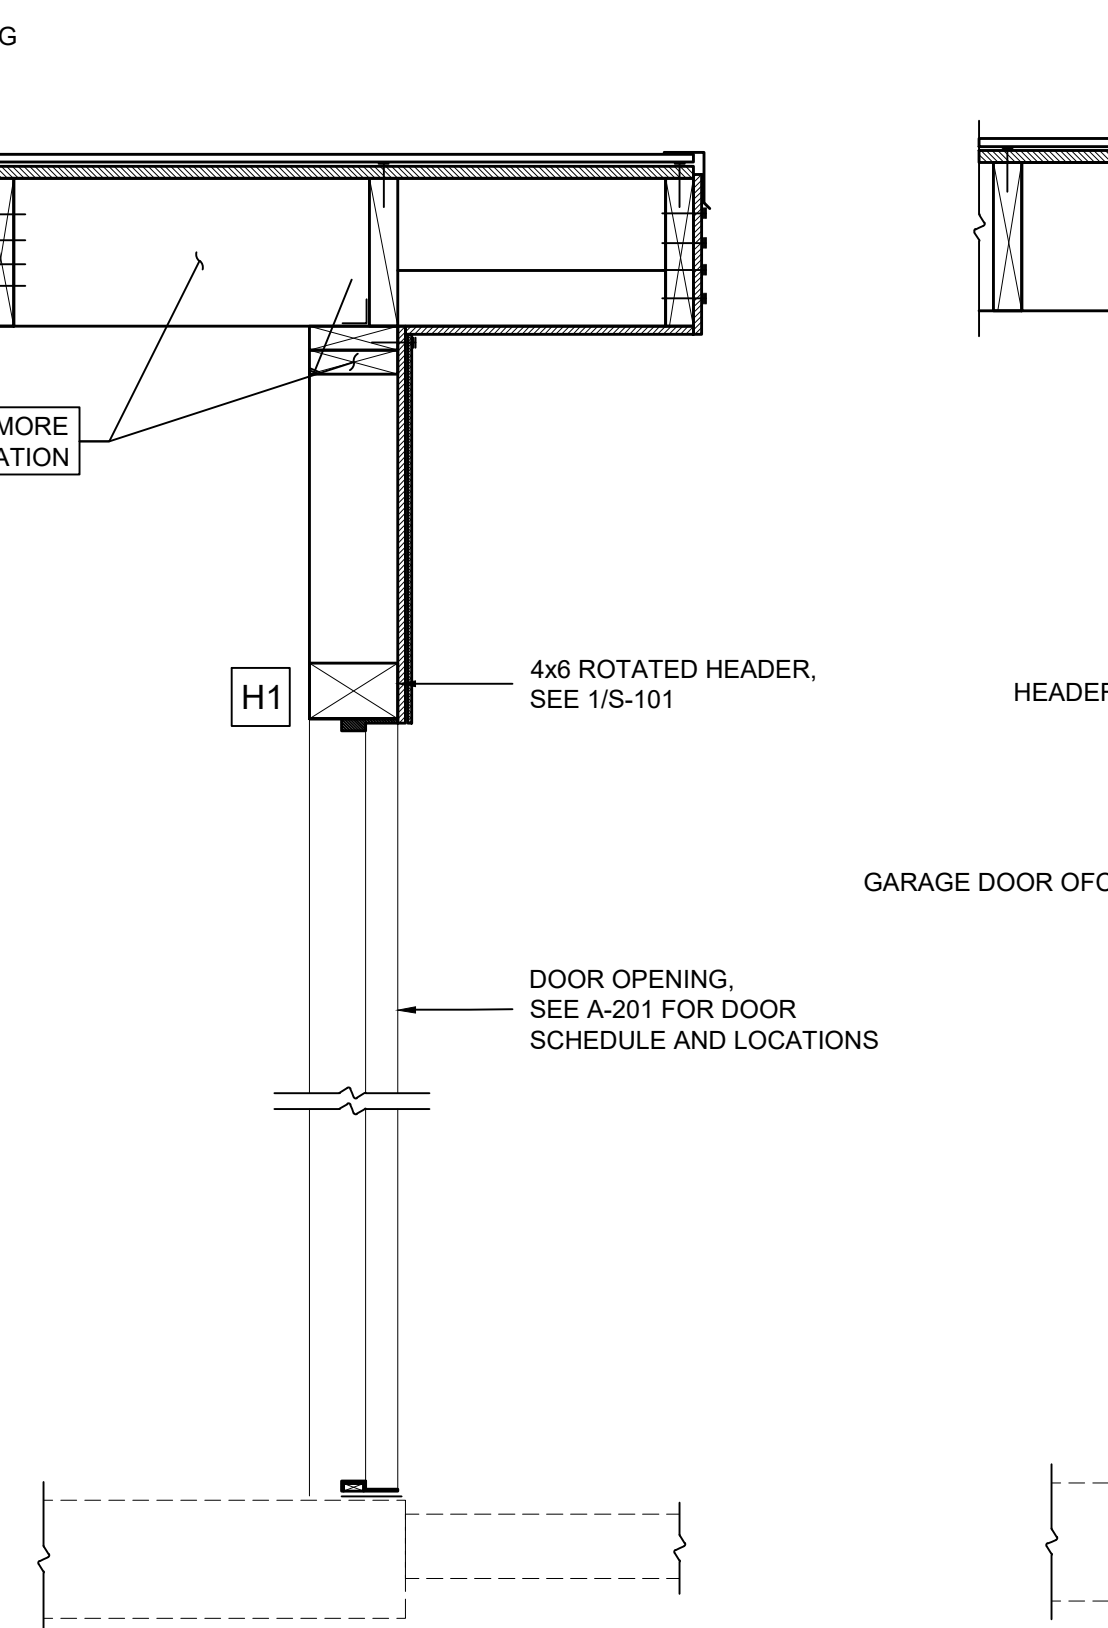 G
MORE
ATION
H1
4x6 ROTATED HEADER,
SEE 1/S-101
HEADER
GARAGE DOOR OFC
DOOR OPENING,
SEE A-201 FOR DOOR
SCHEDULE AND LOCATIONS